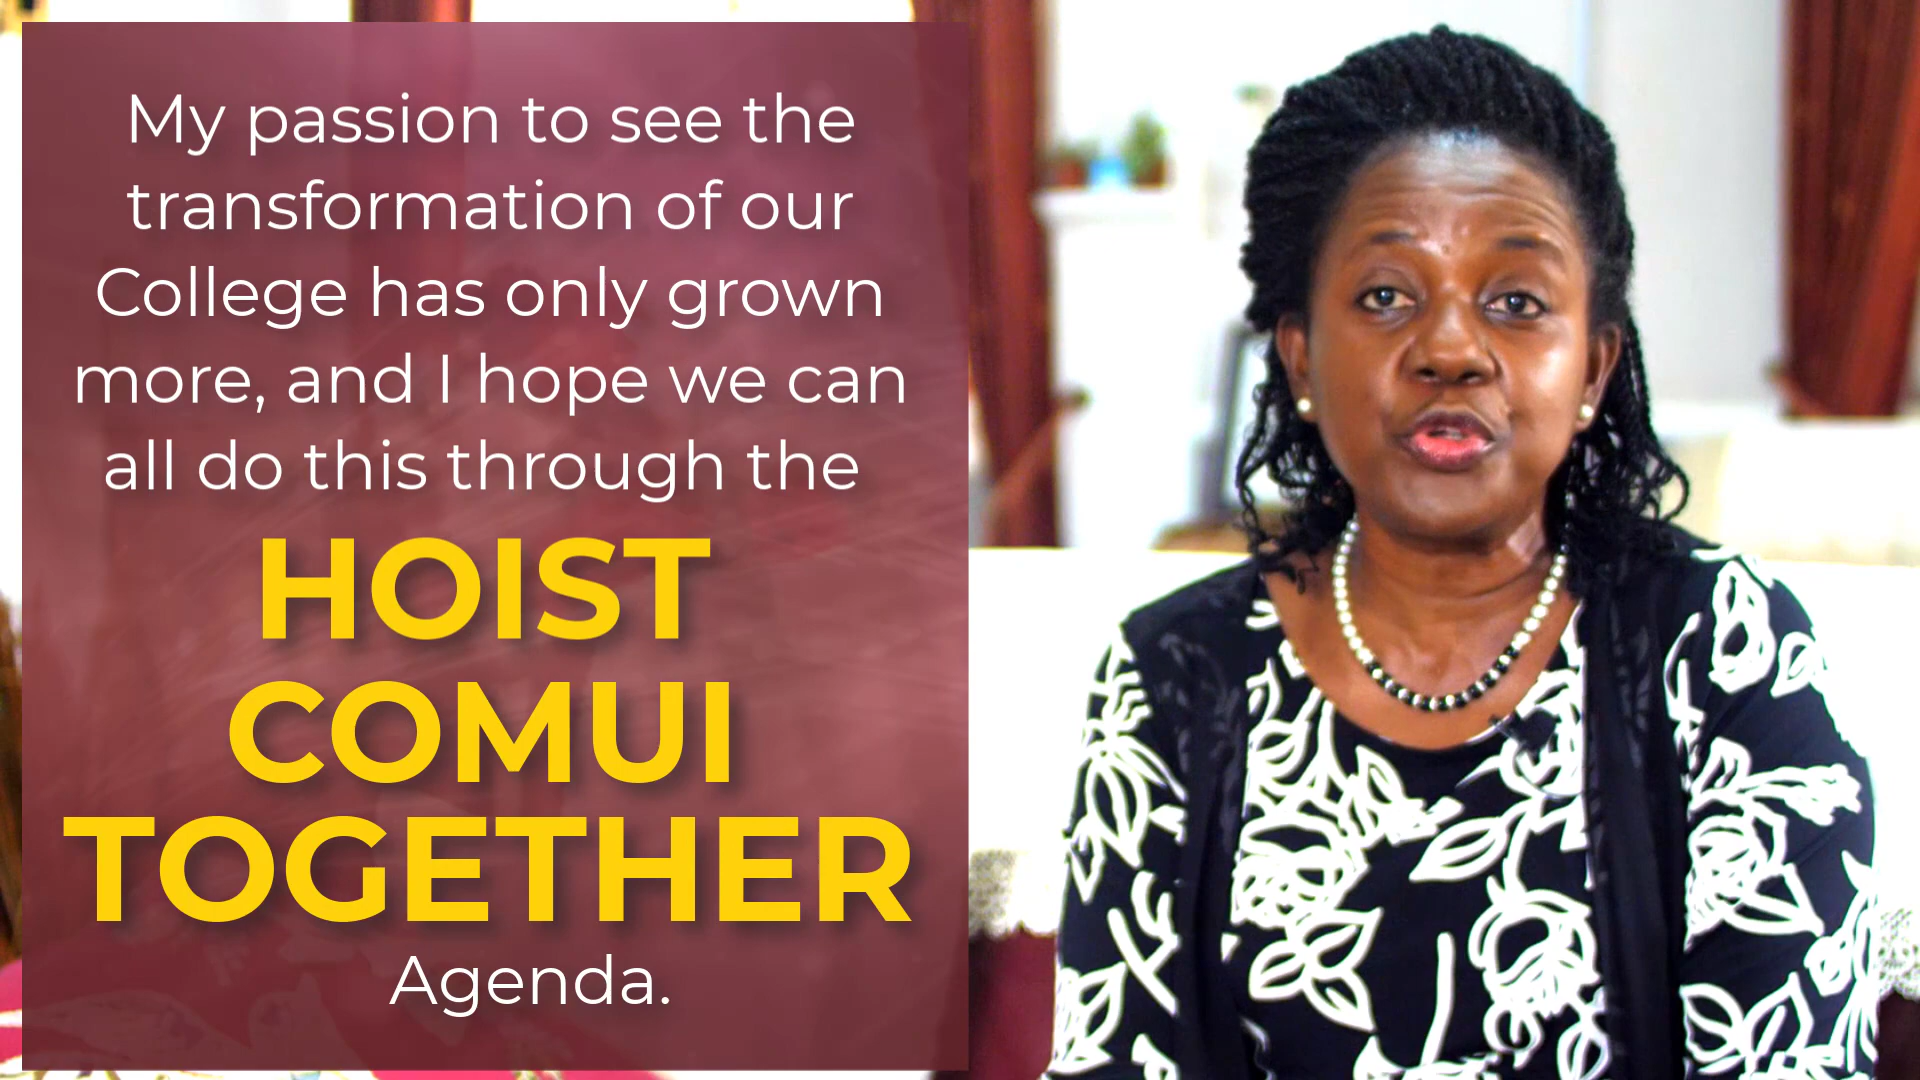 My passion to see the
transformation of our
College has only grown
more, and I hope we can
all do this through the
HOIST
COMUI
TOGETHER
Agenda.